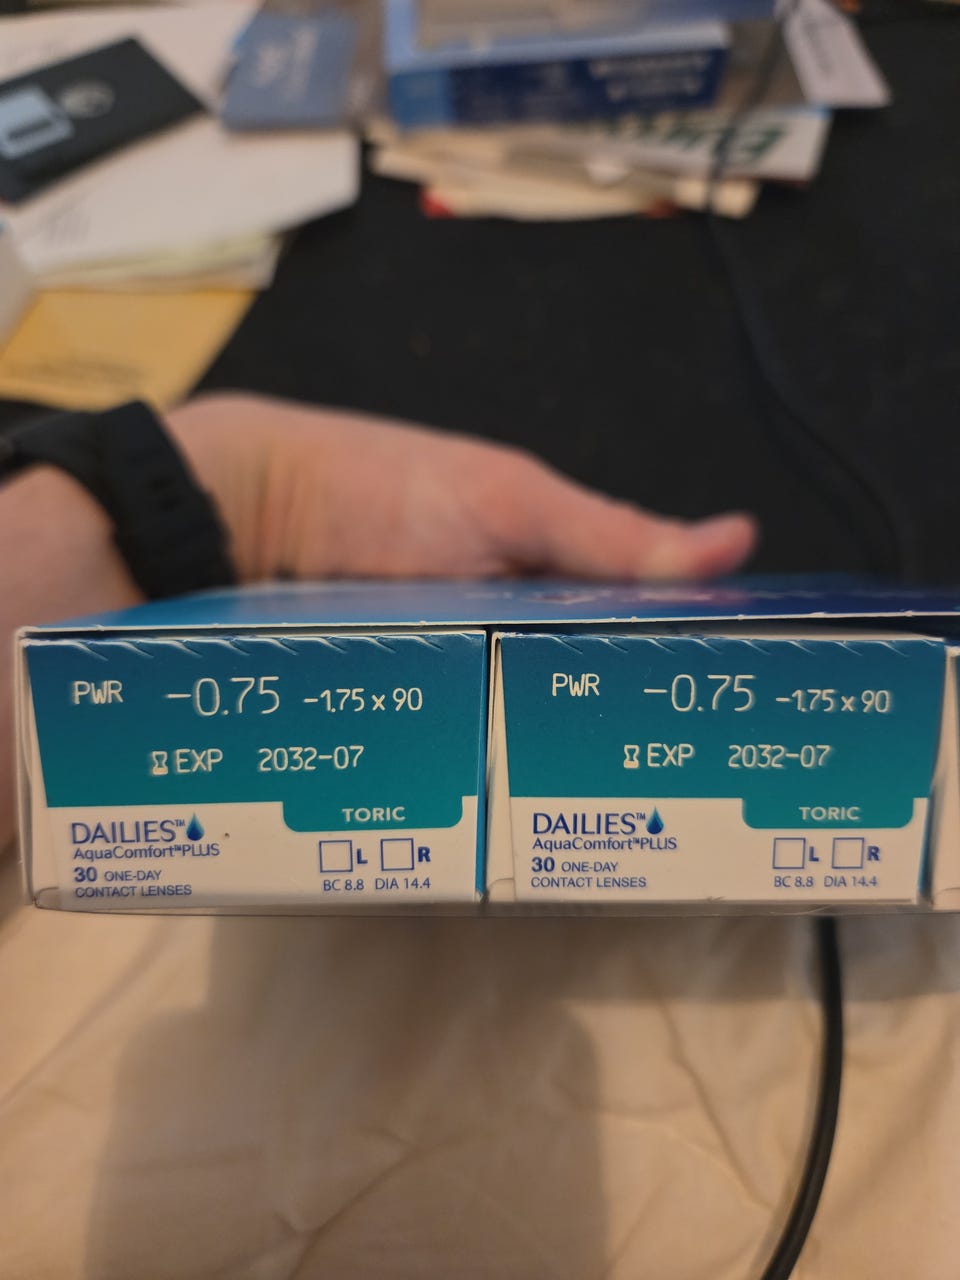 PWR -0.75 -1.75 x 90
EXP 2032-07
TORIC
DAILIES™
AquaComfort™PLUS
30 ONE-DAY
CONTACT LENSES
L R
BC 8.8 DIA 14.4
PWR -0.75 -1.75 x 90
EXP 2032-07
TORIC
DAILIES™
AquaComfort™PLUS
30 ONE-DAY
CONTACT LENSES
L R
BC 8.8 DIA 14.4